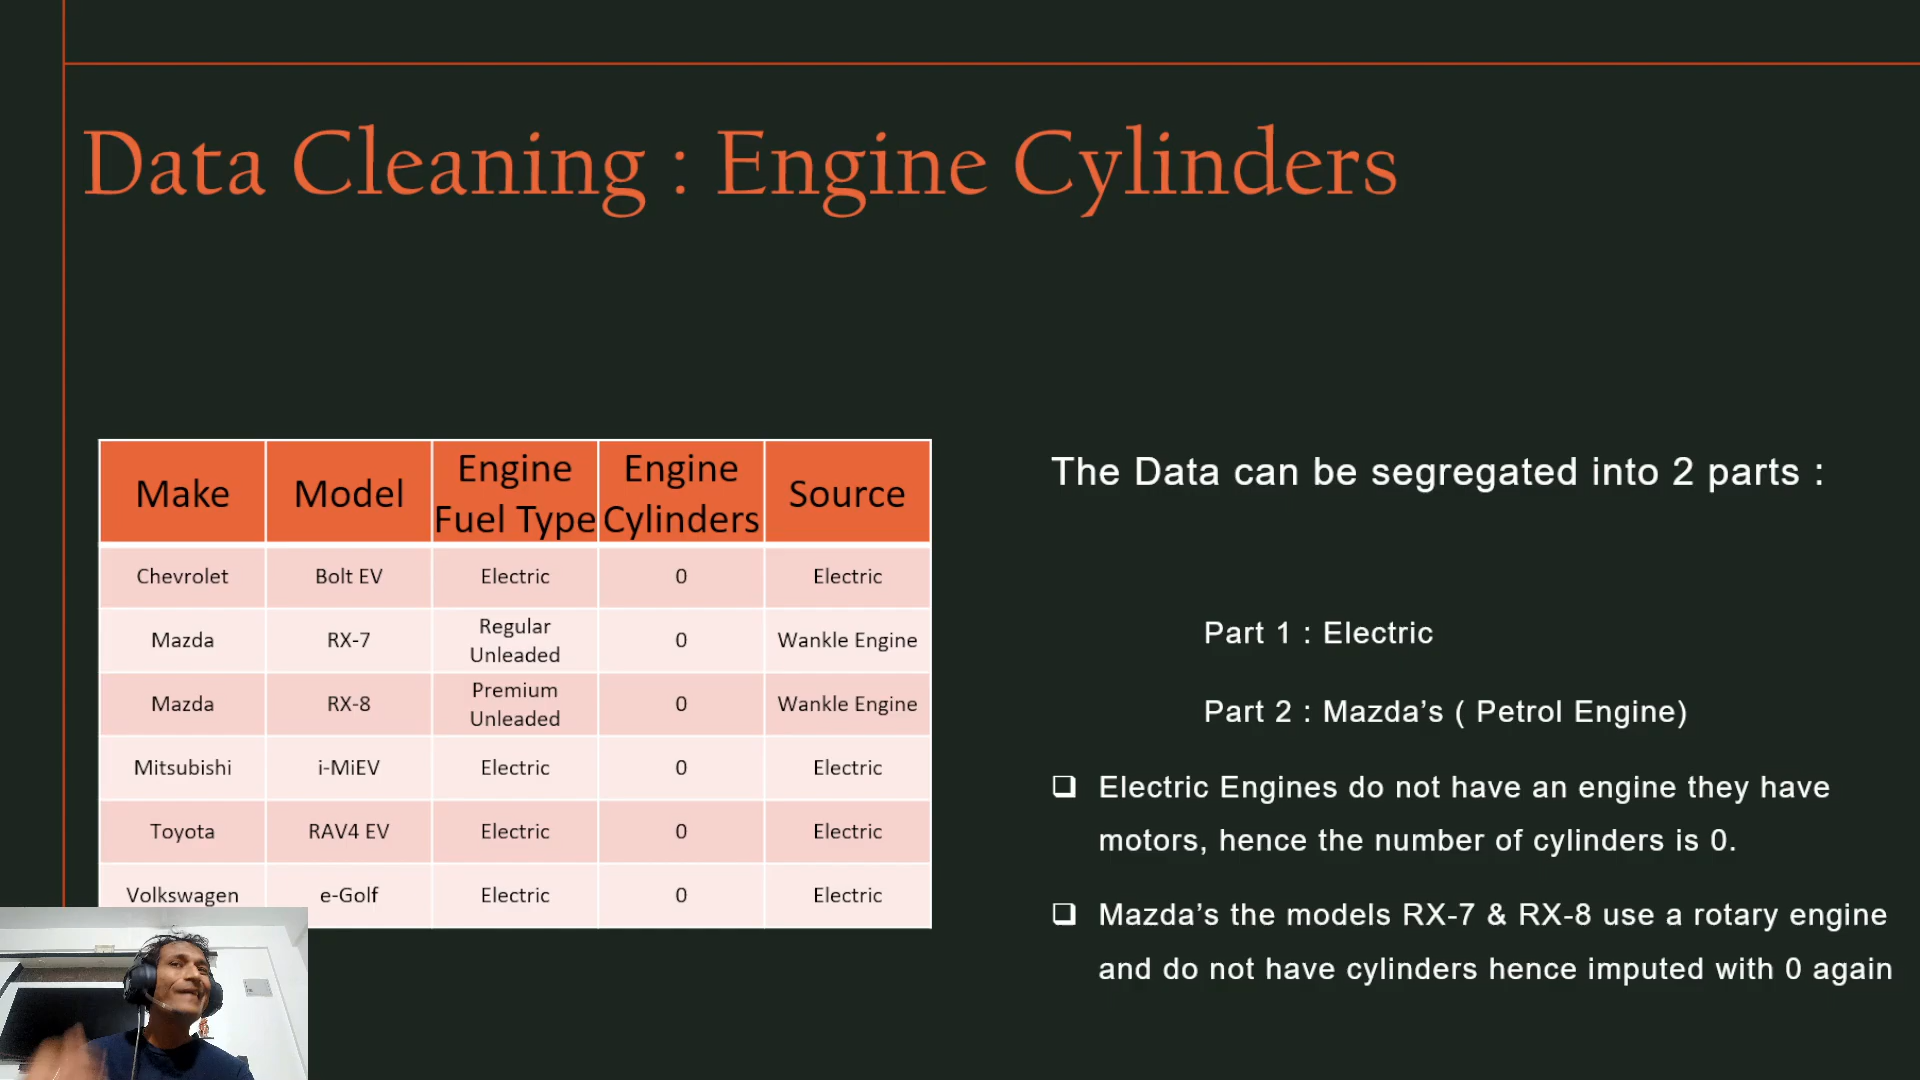 Data Cleaning : Engine Cylinders
Make Model Engine Fuel Type Engine Cylinders Source
Chevrolet Bolt EV Electric 0 Electric
Mazda RX-7 Regular Unleaded 0 Wankle Engine
Mazda RX-8 Premium Unleaded 0 Wankle Engine
Mitsubishi i-MiEV Electric 0 Electric
Toyota RAV4 EV Electric 0 Electric
Volkswagen e-Golf Electric 0 Electric
The Data can be segregated into 2 parts :
Part 1 : Electric
Part 2 : Mazda’s ( Petrol Engine)
Electric Engines do not have an engine they have
motors, hence the number of cylinders is 0.
Mazda’s the models RX-7 & RX-8 use a rotary engine
and do not have cylinders hence imputed with 0 again